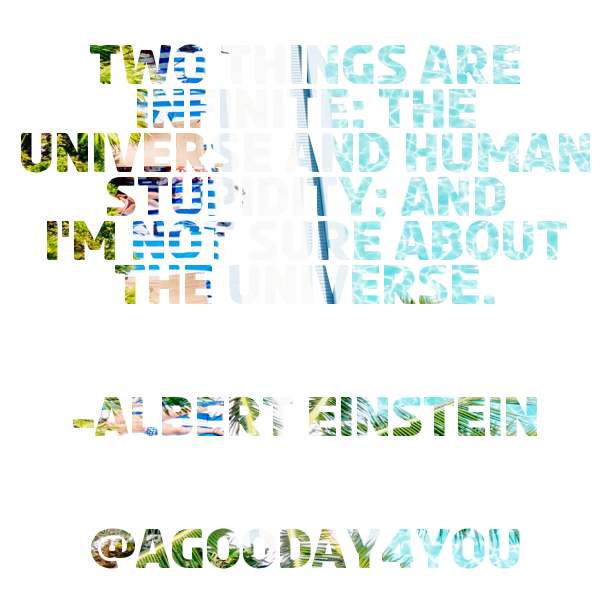 TWO THINGS ARE
INFINITE: THE
UNIVERSE AND HUMAN
STUPIDITY; AND
I'M NOT SURE ABOUT
THE UNIVERSE.
-ALBERT EINSTEIN
@AGOODAY4YOU